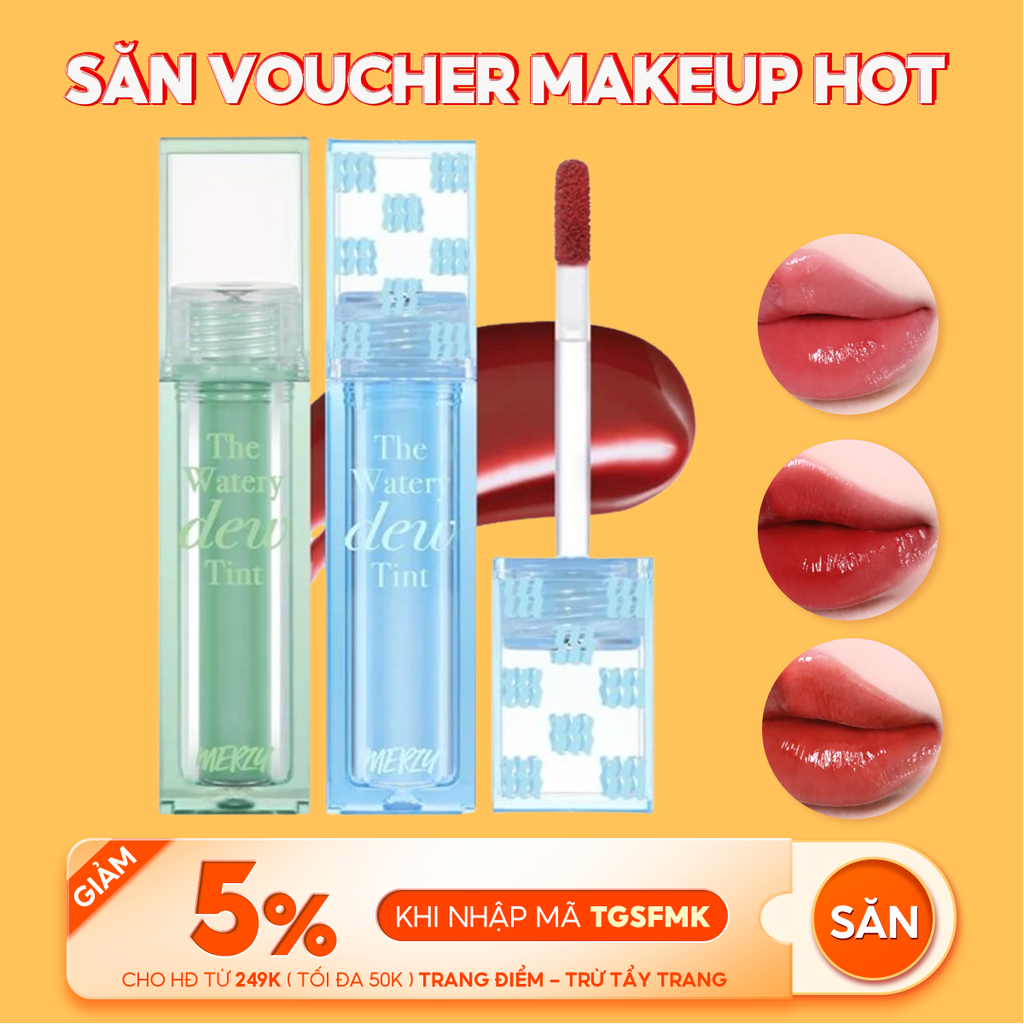 SĂN VOUCHER MAKEUP HOT
The
Watery
dew
Tint
MERZY
The
Watery
dew
Tint
MERZY
GIẢM
5%
KHI NHẬP MÃ TGSFMK
SĂN
CHO HĐ TỪ 249K ( TỐI ĐA 50K ) TRANG ĐIỂM – TRỪ TẨY TRANG